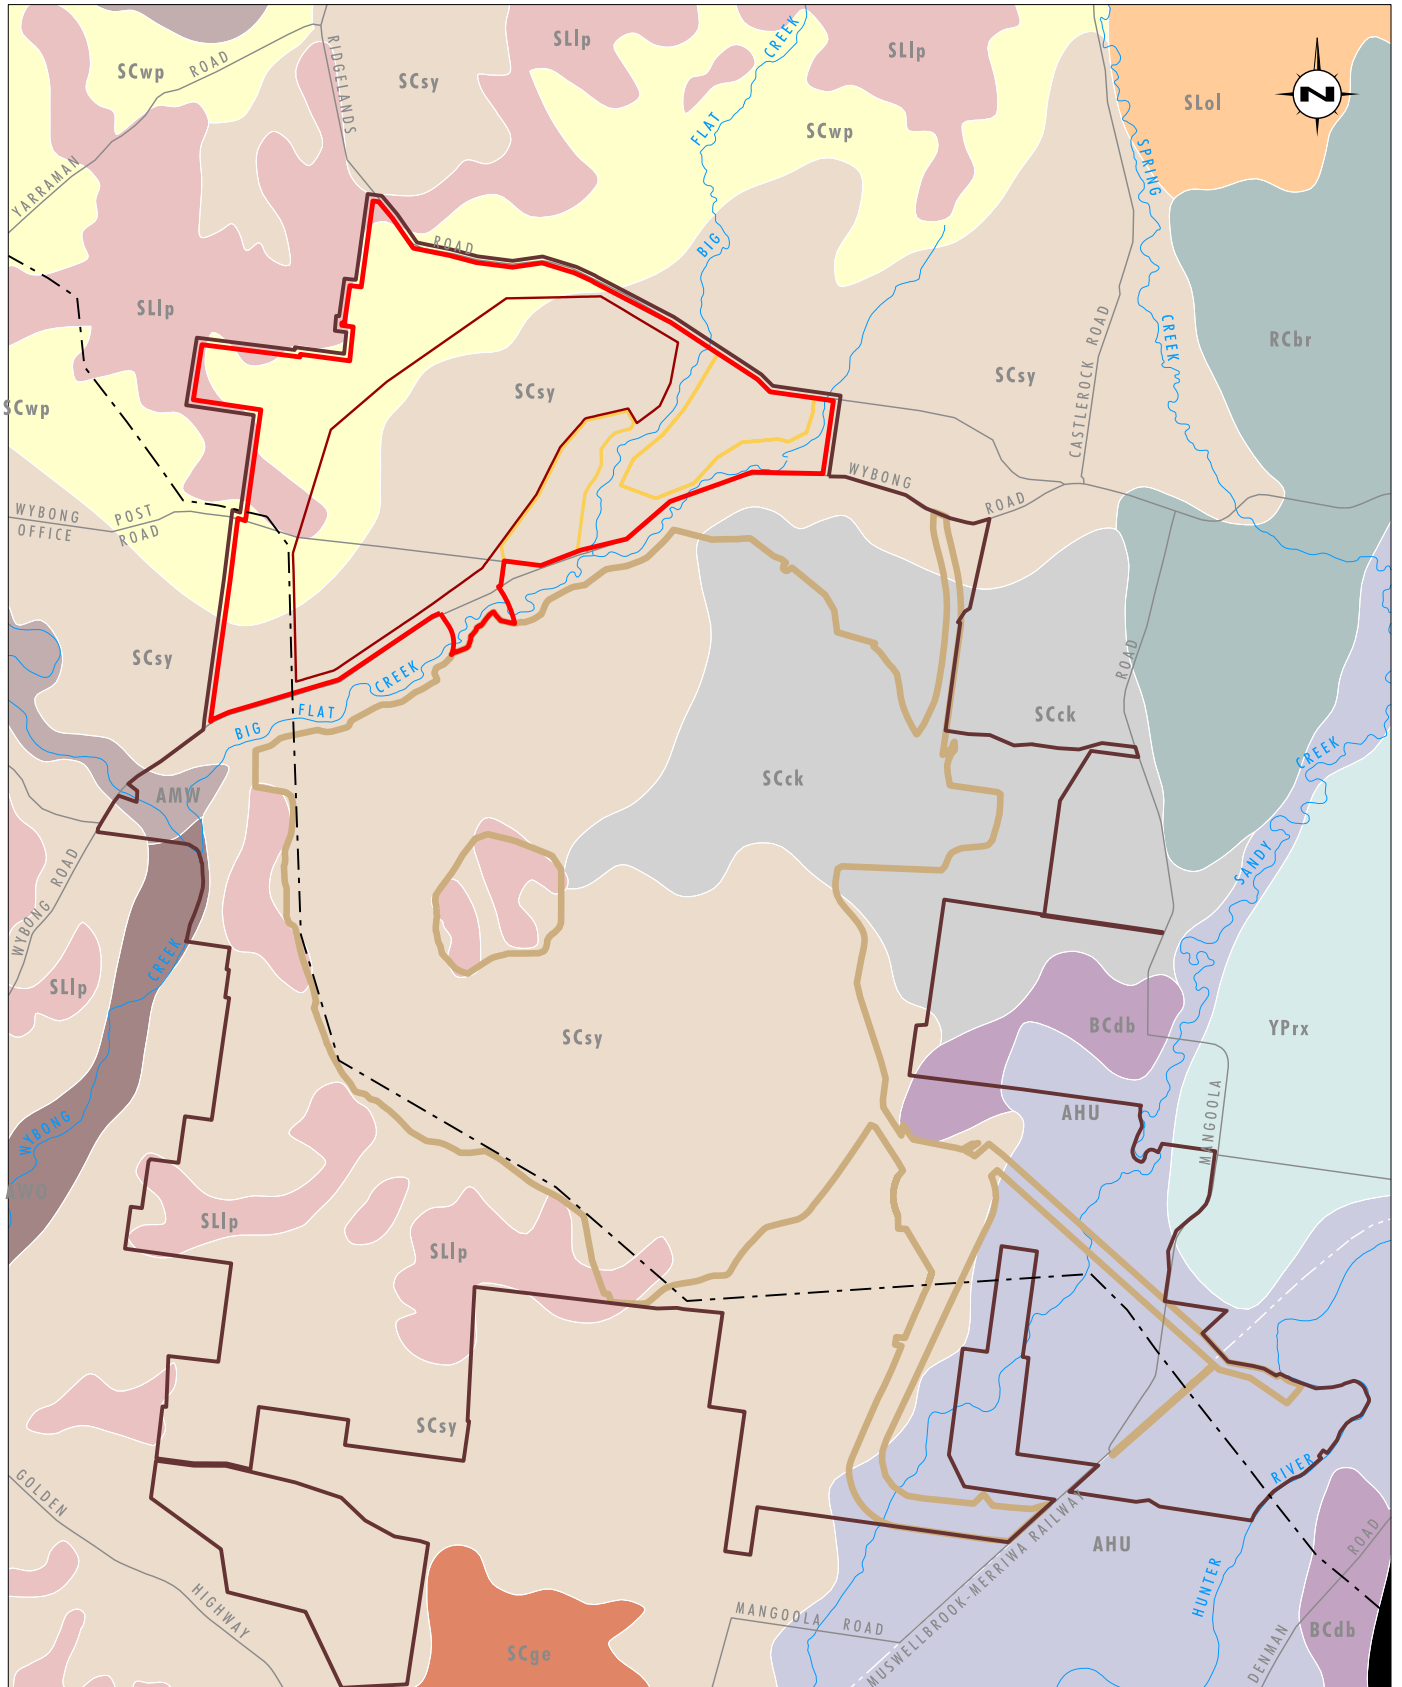 SLlp
CREEK
SLlp
SCwp
ROAD
RIDGELANDS
SCsy
SLol
N
FLAT
SCwp
SPRING
YARRAMAN
ROAD
BIG
SLlp
CREEK
RCbr
CASTLEROCK ROAD
SCsy
SCsy
SCwp
WYBONG
ROAD
WYBONG
OFFICE
POST
ROAD
SCsy
ROAD
CREEK
FLAT
BIG
SCck
SCck
CREEK
AMW
SANDY
WYBONG ROAD
CREEK
SLlp
SCsy
BCdb
YPrx
WYBONG
AHU
MANGOOLA
AWO
SLlp
SLlp
SCsy
GOLDEN
RIVER
HIGHWAY
AHU
ROAD
MUSWELLBROOK-MERRIWA RAILWAY
HUNTER
MANGOOLA ROAD
BCdb
SCge
DENMAN